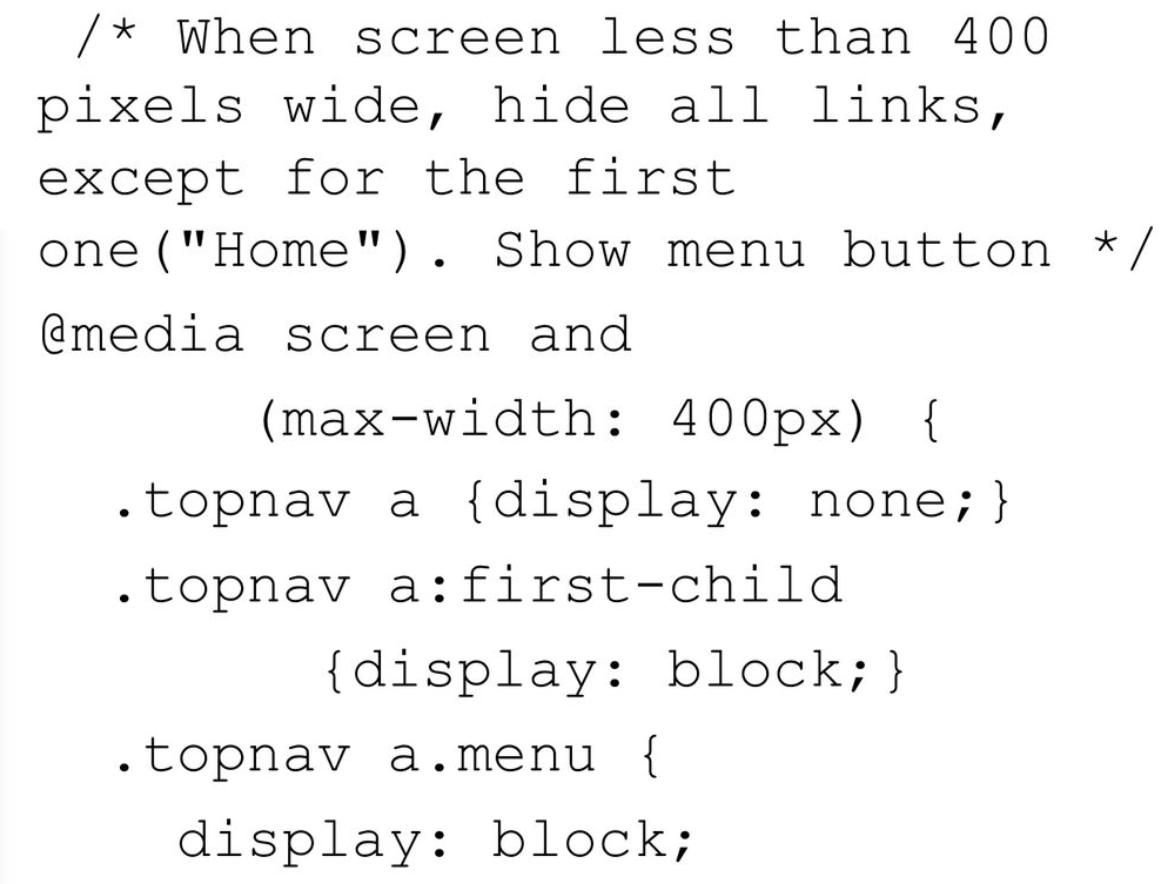 /* When screen less than 400
pixels wide, hide all links,
except for the first
one("Home"). Show menu button */
@media screen and
(max-width: 400px) {
.topnav a {display: none;}
.topnav a:first-child
{display: block;}
.topnav a.menu {
display: block;